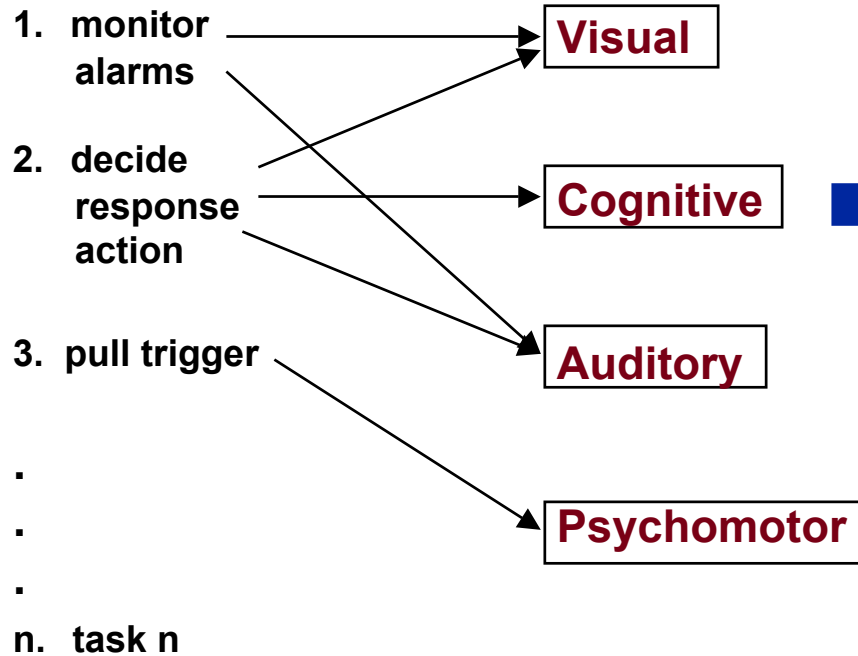 1. monitor
alarms
2. decide
response
action
3. pull trigger
.
.
.
n. task n
Visual
Cognitive
Auditory
Psychomotor